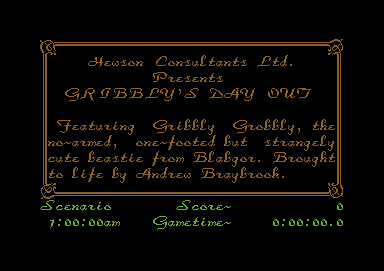 Hewson Consultants Ltd.
Presents
GRIBBLY'S DAY OUT
Featuring Gribbly Grobbly, the
no-armed, one-footed but strangely
cute beastie from Blabgor. Brought
to life by Andrew Braybrook.
Scenario Score~ 0
1:00:00am Gametime~ 0:00:00.0